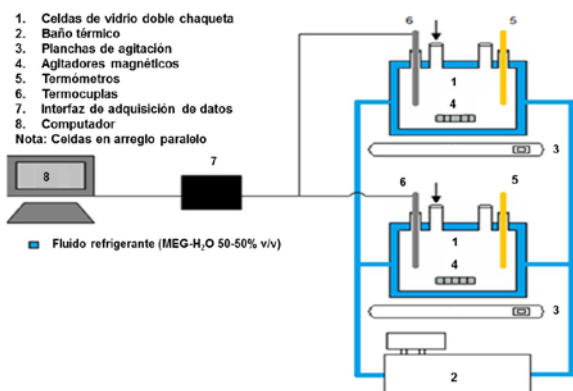 1. Celdas de vidrio doble chaqueta
2. Baño térmico
3. Planchas de agitación
4. Agitadores magnéticos
5. Termómetros
6. Termocuplas
7. Interfaz de adquisición de datos
8. Computador
Nota: Celdas en arreglo paralelo
6
5
1
4
3
7
8
6
5
1
4
3
Fluido refrigerante (MEG-H₂O 50-50% v/v)
2